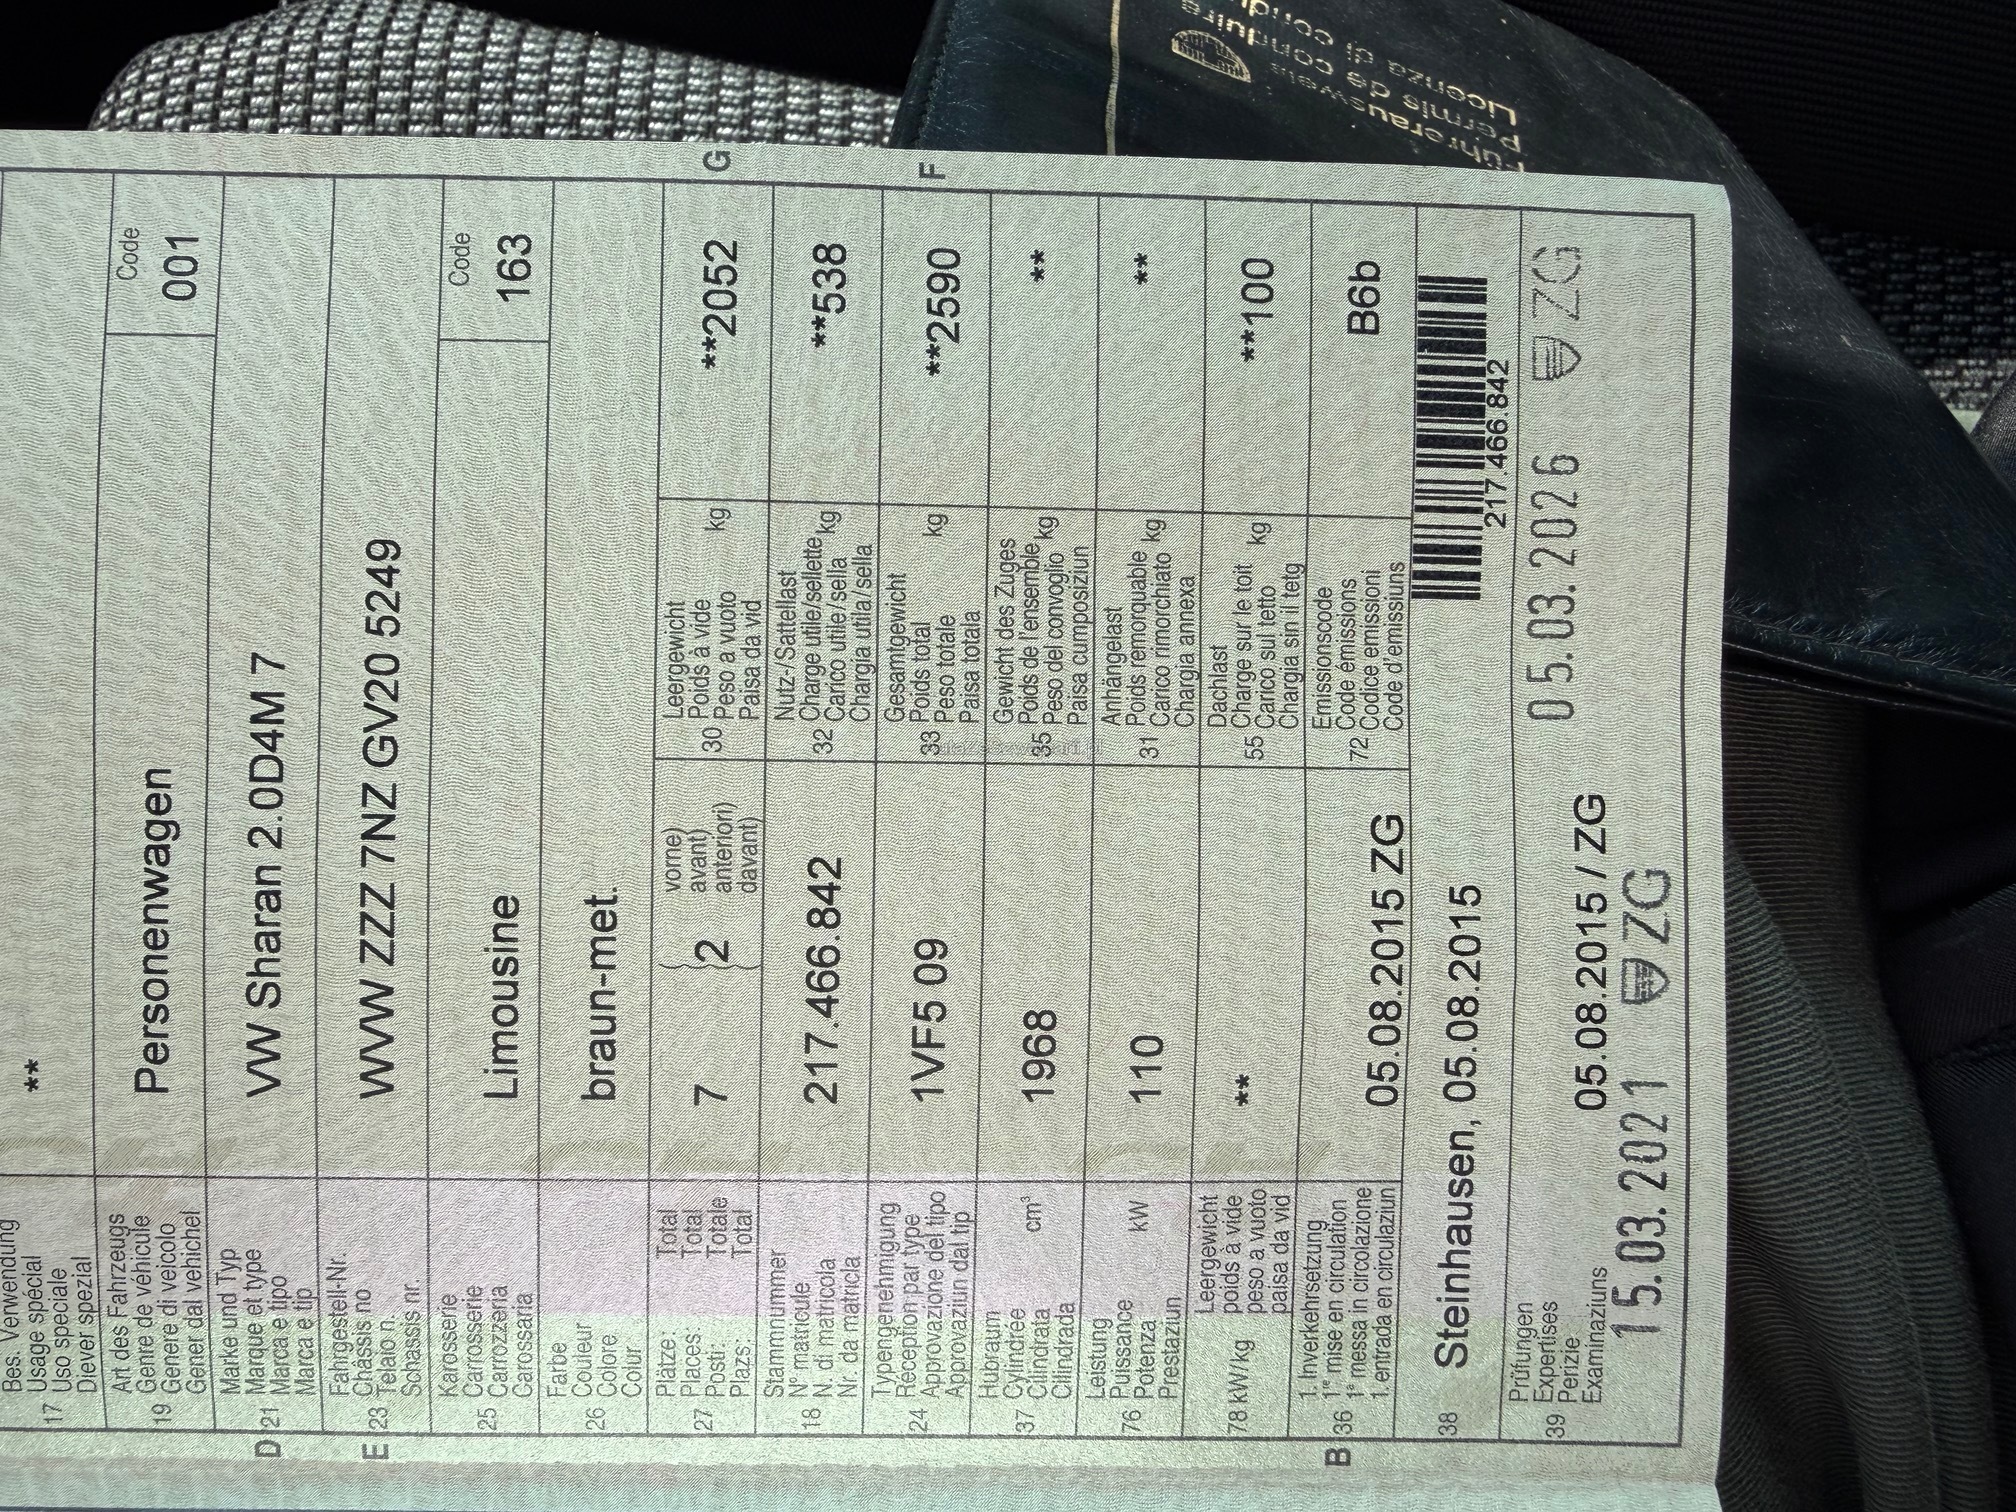 Bes. Verwendung
17 Usage spécial
Uso speciale
Diever spezial
**
Art des Fahrzeugs
Genre de véhicule
19 Genere di veicolo
Gener dal vehichel
Personenwagen
Code
001
Marke und Typ
D 21 Marque et type
Marca e tipo
Marca e tip
VW Sharan 2.0D4M 7
Fahrgestell-Nr.
E 23 Châssis no
Telaio n.
Schassis nr.
WVW ZZZ 7NZ GV20 5249
Karosserie
25 Carrosserie
Carrozzeria
Carossaria
Limousine
Code
163
Farbe
26 Couleur
Colore
Colur
braun-met.
Plätze: Total
27 Places: Total
Posti: Totale
Plazs: Total
7
2
vorne)
avant)
anteriori)
davant)
Leergewicht
30 Poids à vide
Peso a vuoto kg
Paisa da vid
**2052
G
Stammnummer
18 N° matricule
N. di matricola
Nr. da matricla
217.466.842
Nutz-/Sattellast
32 Charge utile/sellette kg
Carico utile/sella
Chargia utila/sella
**538
Typengenehmigung
24 Réception par type
Approvazione del tipo
Approvaziun dal tip
1VF5 09
Gesamtgewicht
33 Poids total
Peso totale kg
Paisa totala
**2590
F
Hubraum
37 Cylindrée cm³
Cilindrata
Cilindrada
1968
Gewicht des Zuges
35 Poids de l'ensemble kg
Peso del convoglio
Paisa cumposiziun
**
Leistung
76 Puissance kW
Potenza
Prestaziun
110
Anhängelast
31 Poids remorquable kg
Carico rimorchiato
Chargia annexa
**
78 kW/kg
Leergewicht
poids à vide
peso a vuoto
paisa da vid
**
Dachlast
55 Charge sur le toit kg
Carico sul tetto
Chargia sin il tetg
**100
1. Inverkehrsetzung
B 36 1re mise en circulation
1a messa in circolazione
1. entrada en circulaziun
05.08.2015 ZG
Emissionscode
72 Code émissions
Codice emissioni
Code d'emissiuns
B6b
38 Steinhausen, 05.08.2015
217.466.842
Prüfungen
39 Expertises
Perizie
Examinaziuns
05.08.2015 / ZG
05.03.2026 ZG
15.03.2021 ZG
Permis de conduire
Licenza di condu